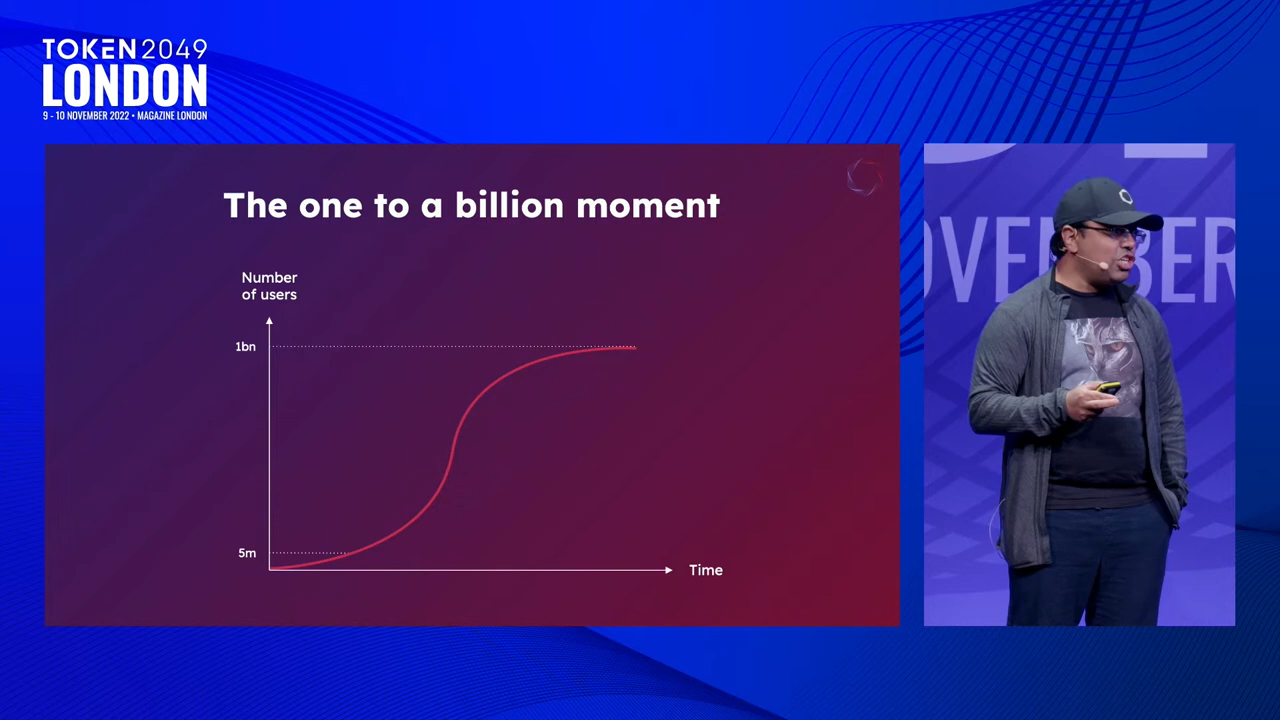 TOKEN2049
LONDON
9 - 10 NOVEMBER 2022 • MAGAZINE LONDON
The one to a billion moment
Number
of users
1bn
5m
Time